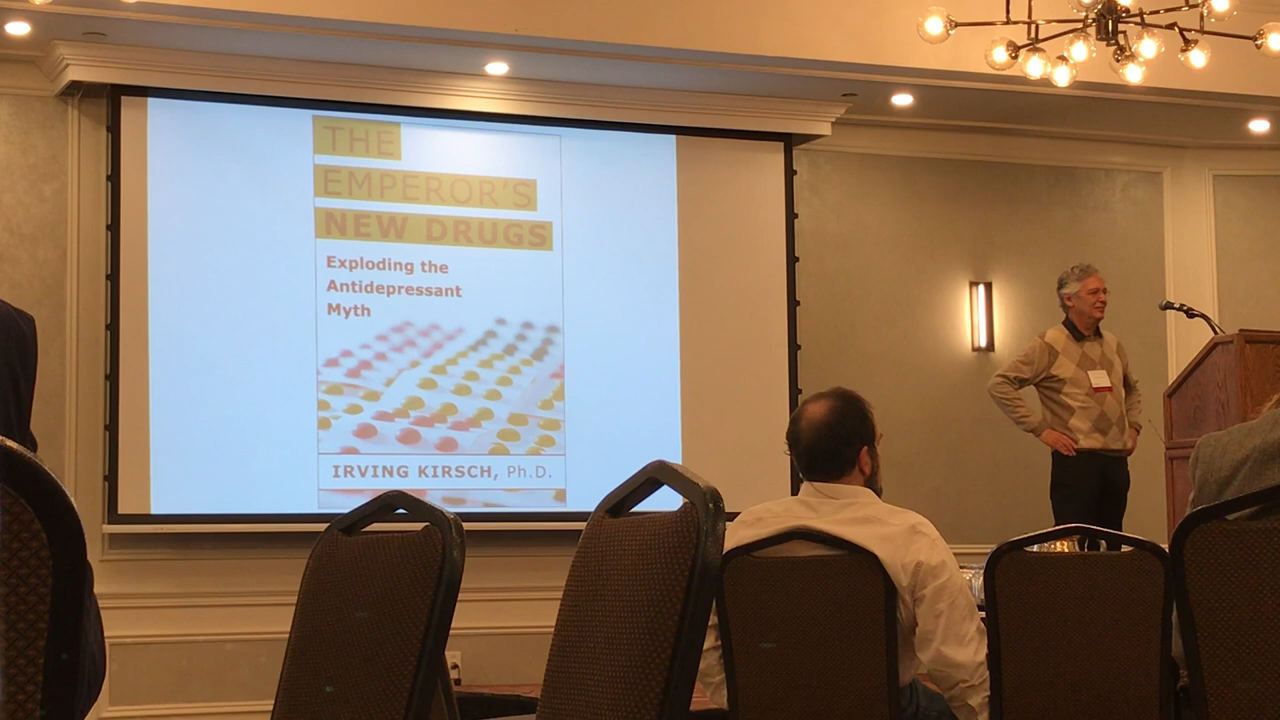 THE
EMPEROR'S
NEW DRUGS
Exploding the
Antidepressant
Myth
IRVING KIRSCH, Ph.D.